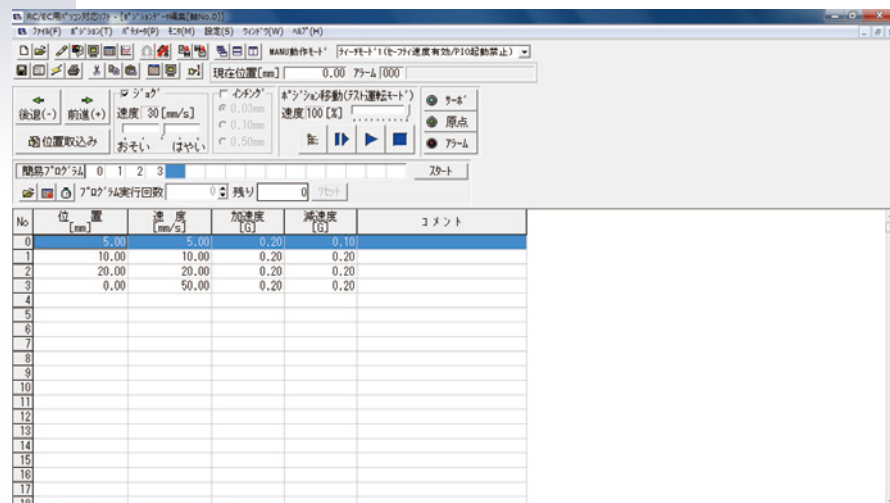 RC/EC用ﾊﾟｿｺﾝ対応ｿﾌﾄ - [ﾎﾟｼﾞｼｮﾝﾃﾞｰﾀ編集[軸No.0]]
ﾌｧｲﾙ(F) ﾎﾟｼﾞｼｮﾝ(T) ﾊﾟﾗﾒｰﾀ(P) ﾓﾆﾀ(M) 設定(S) ｳｨﾝﾄﾞｳ(W) ﾍﾙﾌﾟ(H)
MANU動作ﾓｰﾄﾞ ﾃｨｰﾁﾓｰﾄﾞ1(ｾｰﾌﾃｨ速度有効/PIO起動禁止)
現在位置[mm] 0.00 ｱﾗｰﾑ 000
後退(-) 前進(+) 位置取込み
ｼﾞｮｸﾞ
速度 30 [mm/s]
おそい はやい
ｲﾝﾁﾝｸﾞ
0.03mm
0.10mm
0.50mm
ﾎﾟｼﾞｼｮﾝ移動(ﾃｽﾄ運転ﾓｰﾄﾞ)
速度 100 [%]
ｻｰﾎﾞ
原点
ｱﾗｰﾑ
簡易ﾌﾟﾛｸﾞﾗﾑ 0 1 2 3 ｽﾀｰﾄ
ﾌﾟﾛｸﾞﾗﾑ実行回数 0 残り 0 ﾘｾｯﾄ
No 位 置 [mm] 速 度 [mm/s] 加速度 [G] 減速度 [G] コメント
0 5.00 5.00 0.20 0.10
1 10.00 10.00 0.20 0.20
2 20.00 20.00 0.20 0.20
3 0.00 50.00 0.20 0.20
4
5
6
7
8
9
10
11
12
13
14
15
16
17
18